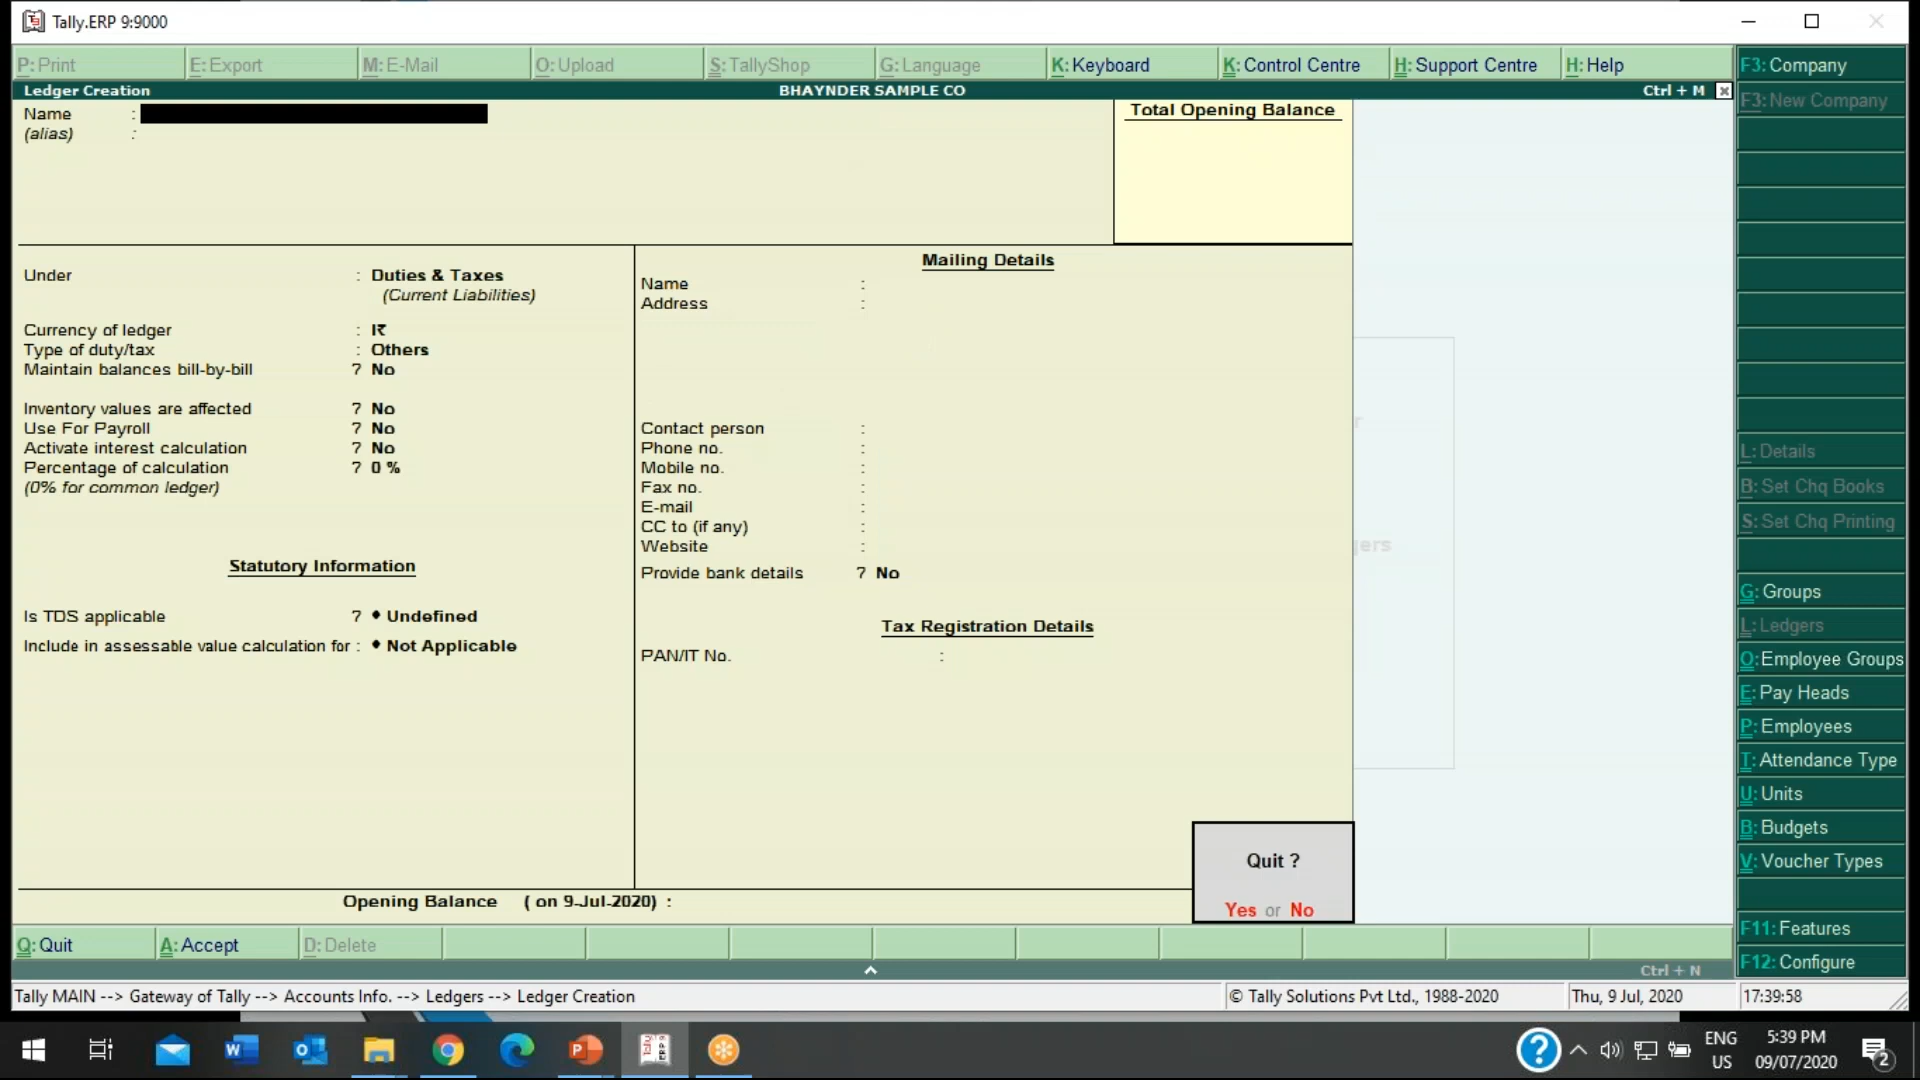 Tally.ERP 9:9000
P: Print
E: Export
M: E-Mail
O: Upload
S: TallyShop
G: Language
K: Keyboard
K: Control Centre
H: Support Centre
H: Help
F3: Company
Ledger Creation
BHAYNDER SAMPLE CO
Ctrl + M
F3: New Company
Name :
(alias) :
Total Opening Balance
Under : Duties & Taxes
(Current Liabilities)
Currency of ledger : I₹
Type of duty/tax : Others
Maintain balances bill-by-bill ? No
Inventory values are affected ? No
Use For Payroll ? No
Activate interest calculation ? No
Percentage of calculation ? 0 %
(0% for common ledger)
Statutory Information
Is TDS applicable ? ♦ Undefined
Include in assessable value calculation for : ♦ Not Applicable
Mailing Details
Name :
Address :
Contact person :
Phone no. :
Mobile no. :
Fax no. :
E-mail :
CC to (if any) :
Website :
Provide bank details ? No
Tax Registration Details
PAN/IT No. :
r
gers
Quit ?
Yes or No
Opening Balance ( on 9-Jul-2020) :
L: Details
B: Set Chq Books
S: Set Chq Printing
G: Groups
L: Ledgers
O: Employee Groups
E: Pay Heads
P: Employees
T: Attendance Type
U: Units
B: Budgets
V: Voucher Types
F11: Features
F12: Configure
Q: Quit
A: Accept
D: Delete
Ctrl + N
Tally MAIN --> Gateway of Tally --> Accounts Info. --> Ledgers --> Ledger Creation
© Tally Solutions Pvt Ltd., 1988-2020
Thu, 9 Jul, 2020
17:39:58
ENG
US
5:39 PM
09/07/2020
2